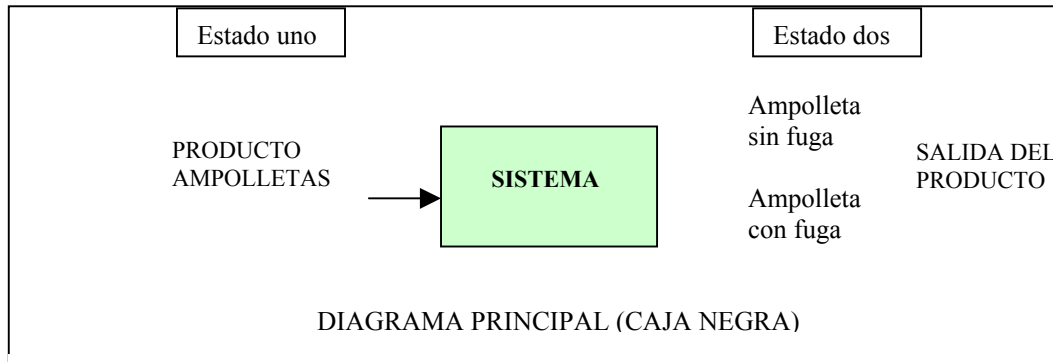 Estado uno
Estado dos
PRODUCTO
AMPOLLETAS
SISTEMA
Ampolleta
sin fuga
Ampolleta
con fuga
SALIDA DEL
PRODUCTO
DIAGRAMA PRINCIPAL (CAJA NEGRA)